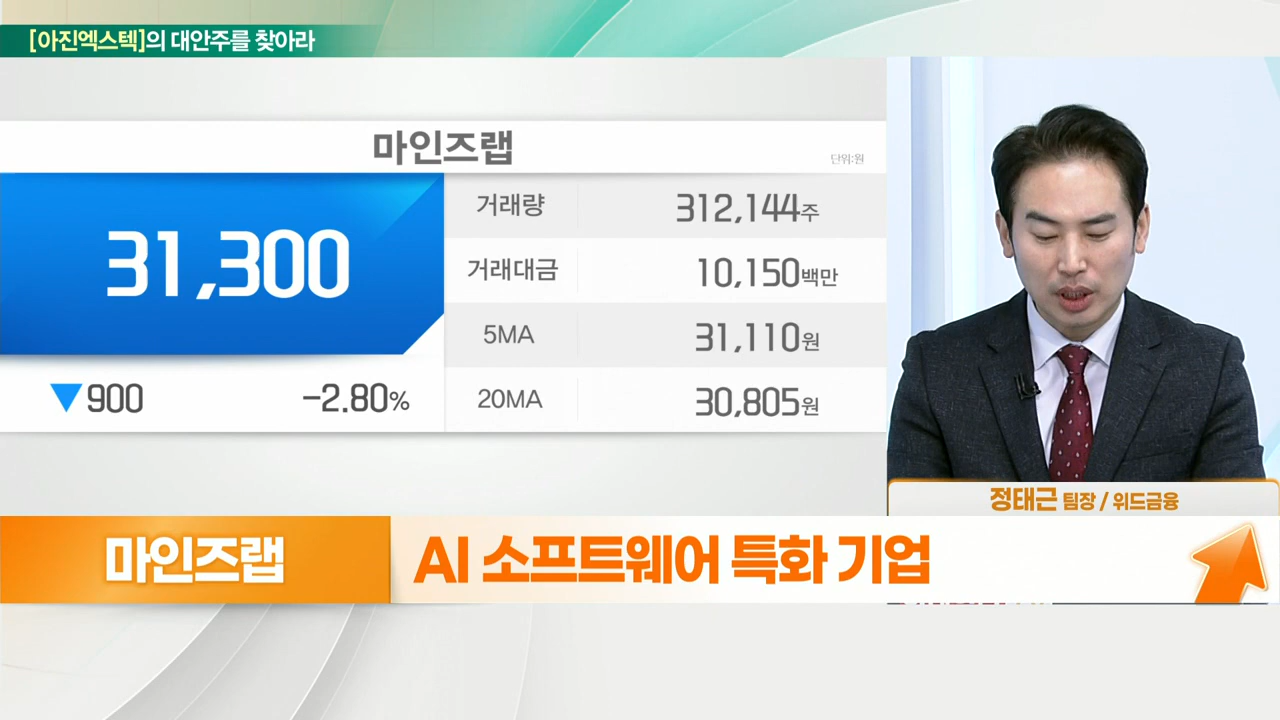 [아진엑스텍]의 대안주를 찾아라
마인즈랩
단위:원
31,300
▼900 -2.80%
거래량 312,144주
거래대금 10,150백만
5MA 31,110원
20MA 30,805원
정태근 팀장 / 위드금융
마인즈랩
AI 소프트웨어 특화 기업